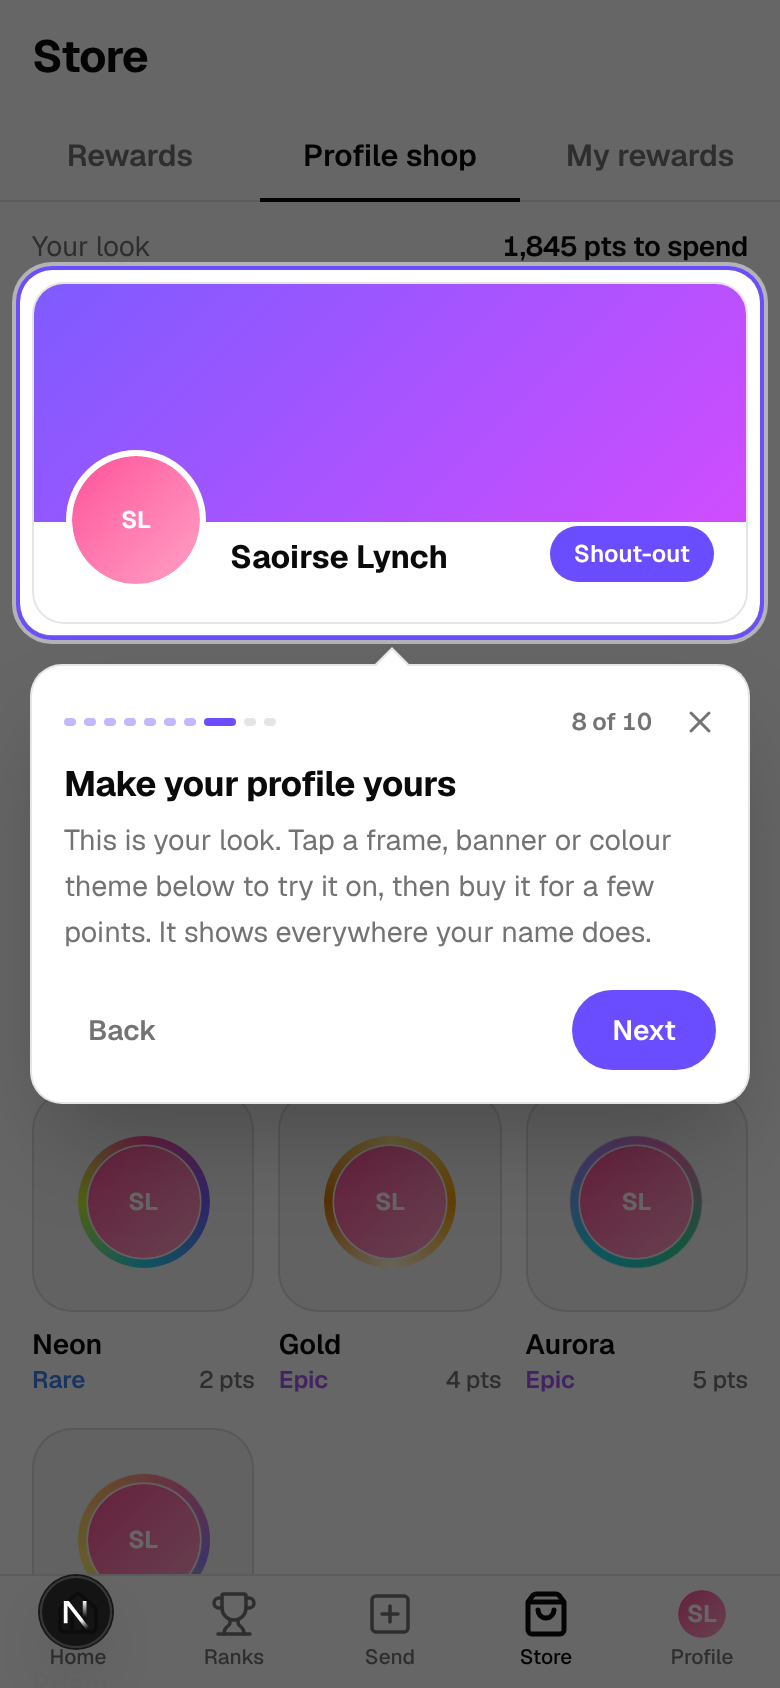 Store
Rewards
Profile shop
My rewards
Your look
1,845 pts to spend
SL
Saoirse Lynch
Shout-out
8 of 10
Make your profile yours
This is your look. Tap a frame, banner or colour
theme below to try it on, then buy it for a few
points. It shows everywhere your name does.
Back
Next
SL
SL
SL
Neon
Gold
Aurora
Rare
2 pts
Epic
4 pts
Epic
5 pts
SL
N
SL
Home
Ranks
Send
Store
Profile